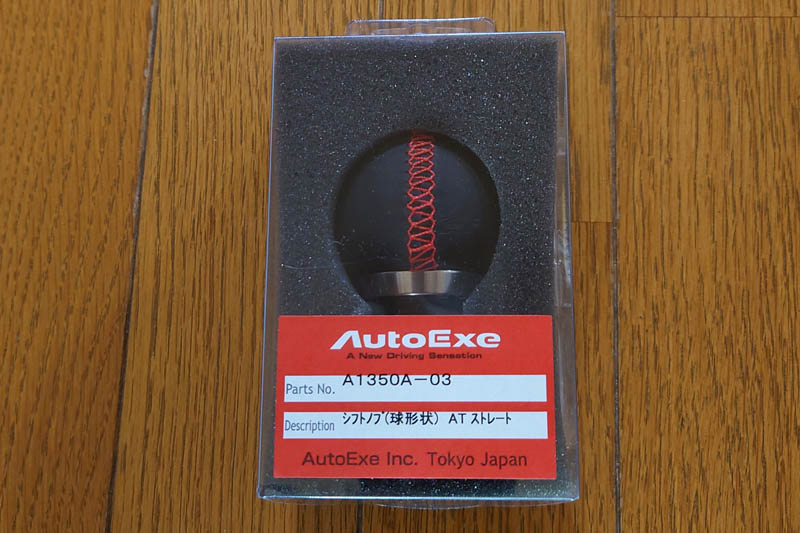 AutoExe
A New Driving Sensation
Parts No. A1350A-03
Description ｼﾌﾄﾉﾌﾞ(球形状) AT ｽﾄﾚｰﾄ
AutoExe Inc. Tokyo Japan